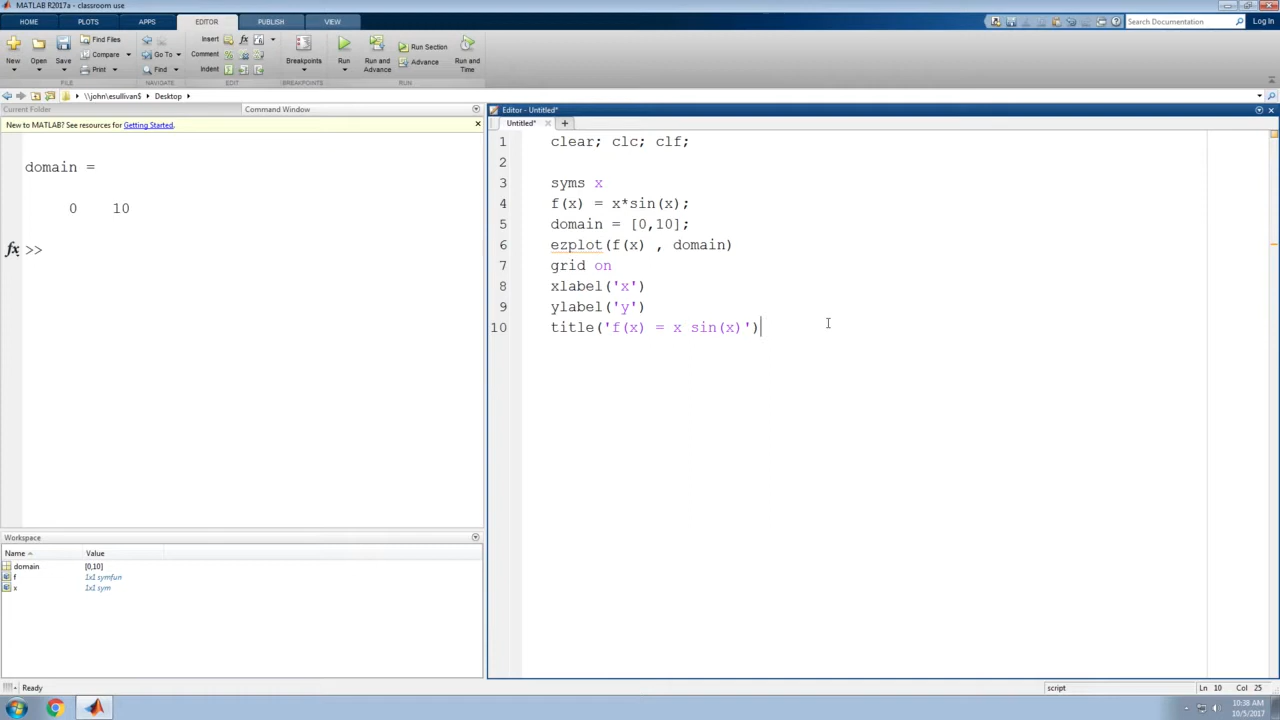 MATLAB R2017a - classroom use
HOME PLOTS APPS EDITOR PUBLISH VIEW
Search Documentation
Log In
New Open Save Find Files Compare Print
Go To Find
Insert fx
Comment
Indent
Breakpoints
Run Run and Advance Run Section Advance Run and Time
FILE NAVIGATE EDIT BREAKPOINTS RUN
\\john\esullivan$ Desktop
Current Folder
Command Window
New to MATLAB? See resources for Getting Started.
domain =
0 10
fx >>
Editor - Untitled*
Untitled*
1 clear; clc; clf;
2
3 syms x
4 f(x) = x*sin(x);
5 domain = [0,10];
6 ezplot(f(x) , domain)
7 grid on
8 xlabel('x')
9 ylabel('y')
10 title('f(x) = x sin(x)')
Workspace
Name Value
domain [0,10]
f 1x1 symfun
x 1x1 sym
Ready
script
Ln 10 Col 25
10:38 AM
10/5/2017